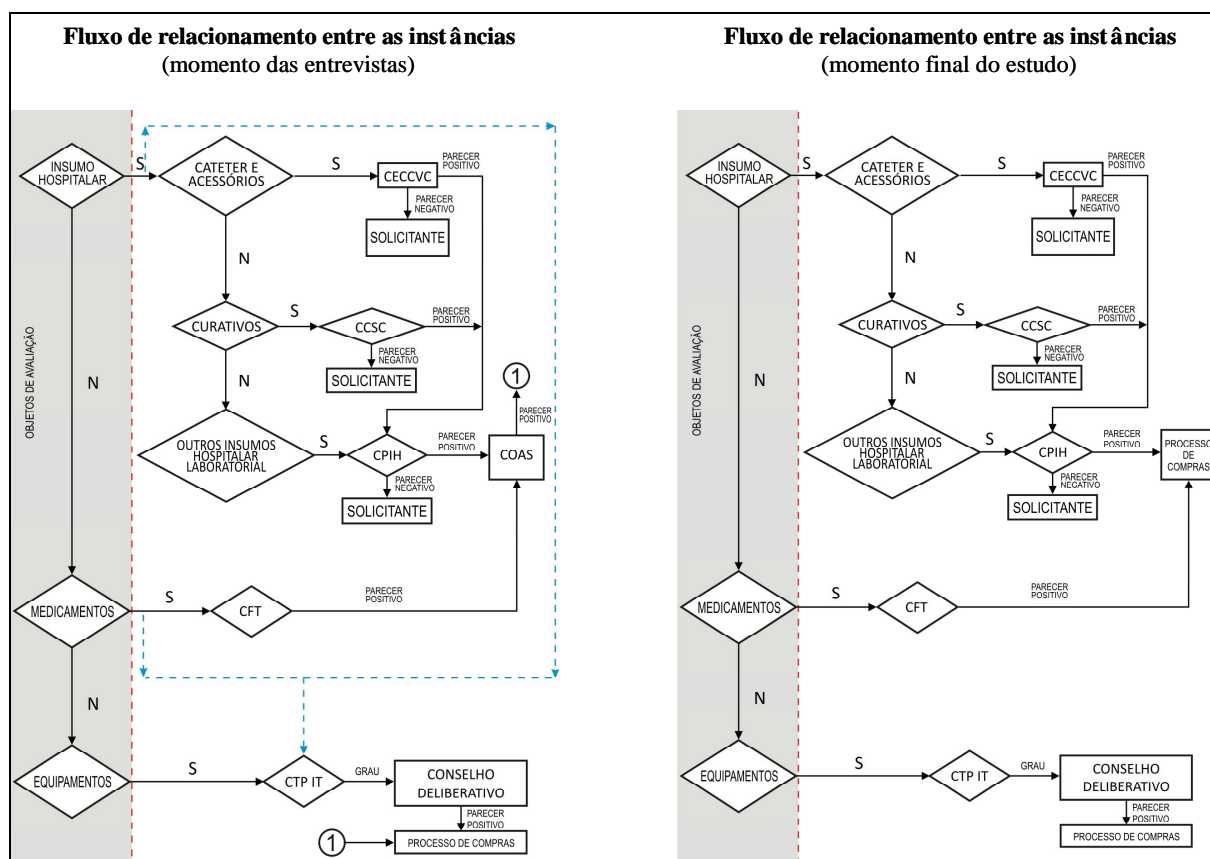 Fluxo de relacionamento entre as instâncias
(momento das entrevistas)
OBJETOS DE AVALIAÇÃO
INSUMO
HOSPITALAR
S
CATETER E
ACESSÓRIOS
S
CECCVC
PARECER
POSITIVO
PARECER
NEGATIVO
SOLICITANTE
N
CURATIVOS
S
CCSC
PARECER
POSITIVO
PARECER
NEGATIVO
SOLICITANTE
N
N
OUTROS INSUMOS
HOSPITALAR
LABORATORIAL
S
CPIH
PARECER
POSITIVO
COAS
PARECER
POSITIVO
1
PARECER
NEGATIVO
SOLICITANTE
MEDICAMENTOS
S
CFT
PARECER
POSITIVO
N
EQUIPAMENTOS
S
CTP IT
GRAU
CONSELHO
DELIBERATIVO
PARECER
POSITIVO
1
PROCESSO DE COMPRAS
Fluxo de relacionamento entre as instâncias
(momento final do estudo)
OBJETOS DE AVALIAÇÃO
INSUMO
HOSPITALAR
S
CATETER E
ACESSÓRIOS
S
CECCVC
PARECER
POSITIVO
PARECER
NEGATIVO
SOLICITANTE
N
CURATIVOS
S
CCSC
PARECER
POSITIVO
PARECER
NEGATIVO
SOLICITANTE
N
N
OUTROS INSUMOS
HOSPITALAR
LABORATORIAL
S
CPIH
PARECER
POSITIVO
PROCESSO
DE
COMPRAS
PARECER
NEGATIVO
SOLICITANTE
MEDICAMENTOS
S
CFT
PARECER
POSITIVO
N
EQUIPAMENTOS
S
CTP IT
GRAU
CONSELHO
DELIBERATIVO
PARECER
POSITIVO
PROCESSO DE COMPRAS